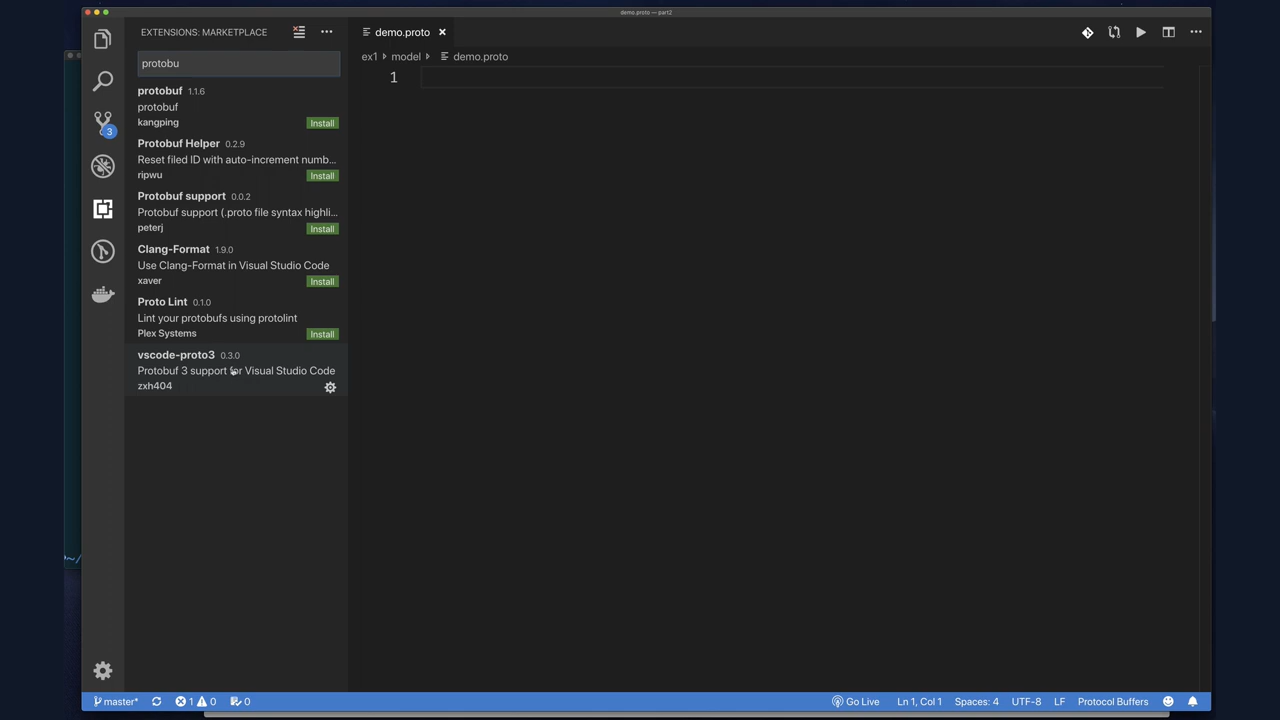 demo.proto — part2
EXTENSIONS: MARKETPLACE
demo.proto
ex1 model demo.proto
protobu
1
protobuf 1.1.6
protobuf
kangping Install
Protobuf Helper 0.2.9
Reset filed ID with auto-increment numb...
ripwu Install
Protobuf support 0.0.2
Protobuf support (.proto file syntax highli...
peterj Install
Clang-Format 1.9.0
Use Clang-Format in Visual Studio Code
xaver Install
Proto Lint 0.1.0
Lint your protobufs using protolint
Plex Systems Install
vscode-proto3 0.3.0
Protobuf 3 support for Visual Studio Code
zxh404
3
master* 1 0 0 Go Live Ln 1, Col 1 Spaces: 4 UTF-8 LF Protocol Buffers